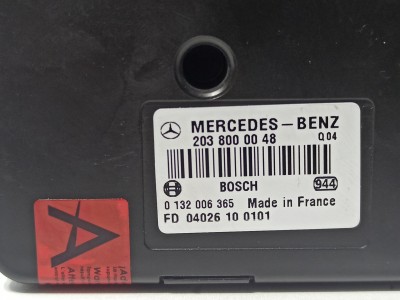 MERCEDES-BENZ
203 800 00 48 Q04
BOSCH 944
0 132 006 365 Made in France
FD 04026 10 0101
A